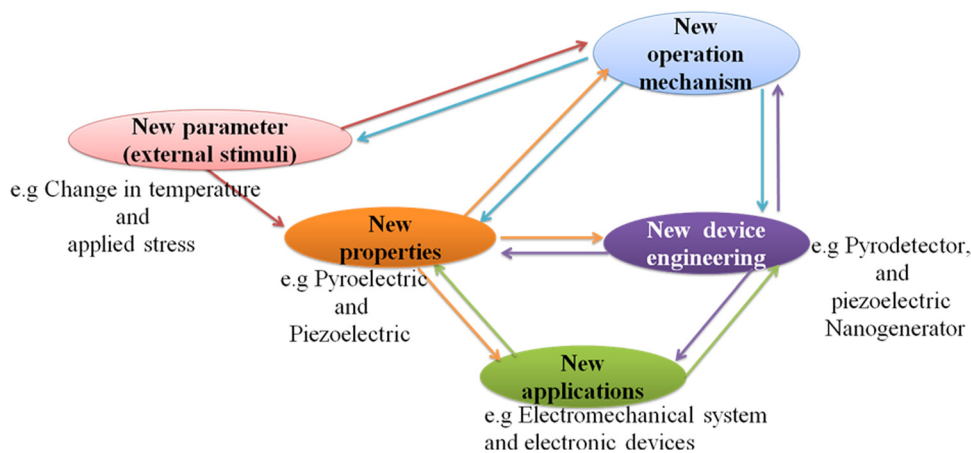 New
operation
mechanism
New parameter
(external stimuli)
e.g Change in temperature
and
applied stress
New
properties
e.g Pyroelectric
and
Piezoelectric
New device
engineering
e.g Pyrodetector,
and
piezoelectric
Nanogenerator
New
applications
e.g Electromechanical system
and electronic devices